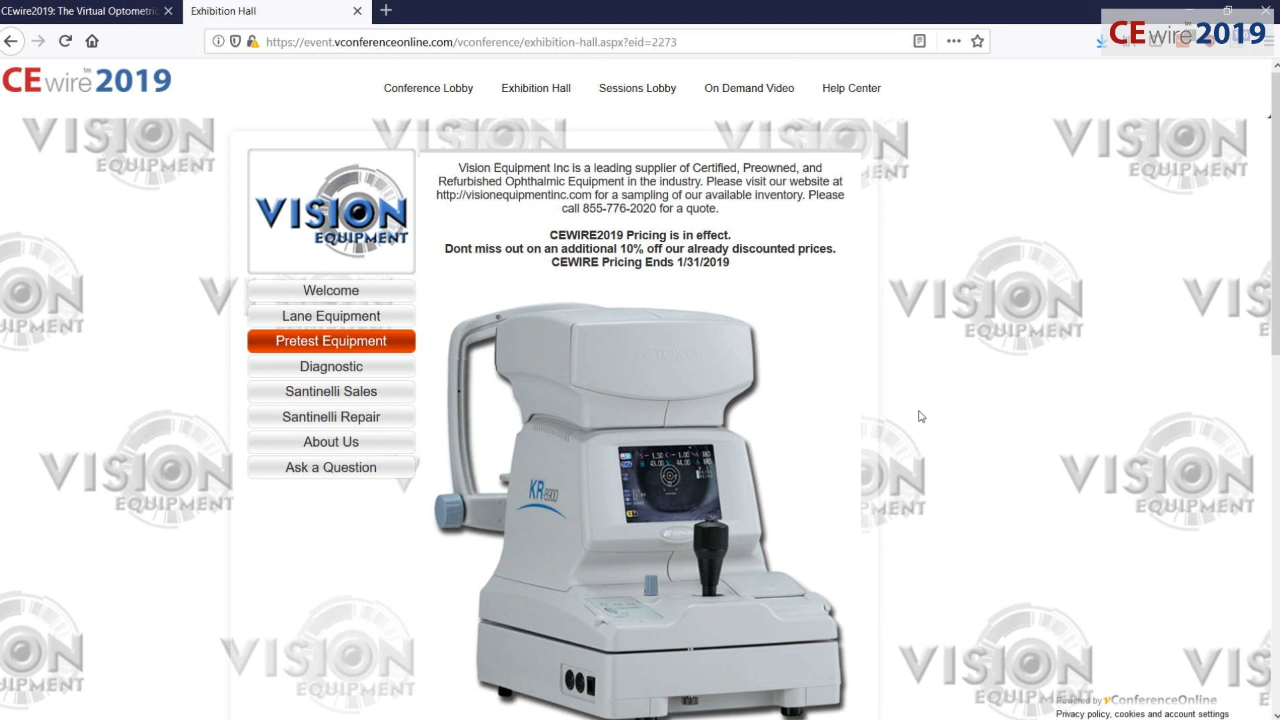 CEwire2019: The Virtual Optometric
Exhibition Hall
https://event.vconferenceonline.com/vconference/exhibition-hall.aspx?eid=2273
CEwire 2019
CEwire2019
Conference Lobby
Exhibition Hall
Sessions Lobby
On Demand Video
Help Center
VISION
EQUIPMENT
Welcome
Lane Equipment
Pretest Equipment
Diagnostic
Santinelli Sales
Santinelli Repair
About Us
Ask a Question
Vision Equipment Inc is a leading supplier of Certified, Preowned, and
Refurbished Ophthalmic Equipment in the industry. Please visit our website at
http://visionequipmentinc.com for a sampling of our available inventory. Please
call 855-776-2020 for a quote.
CEWIRE2019 Pricing is in effect.
Dont miss out on an additional 10% off our already discounted prices.
CEWIRE Pricing Ends 1/31/2019
KR 8900
Powered by vConferenceOnline
Privacy policy, cookies and account settings